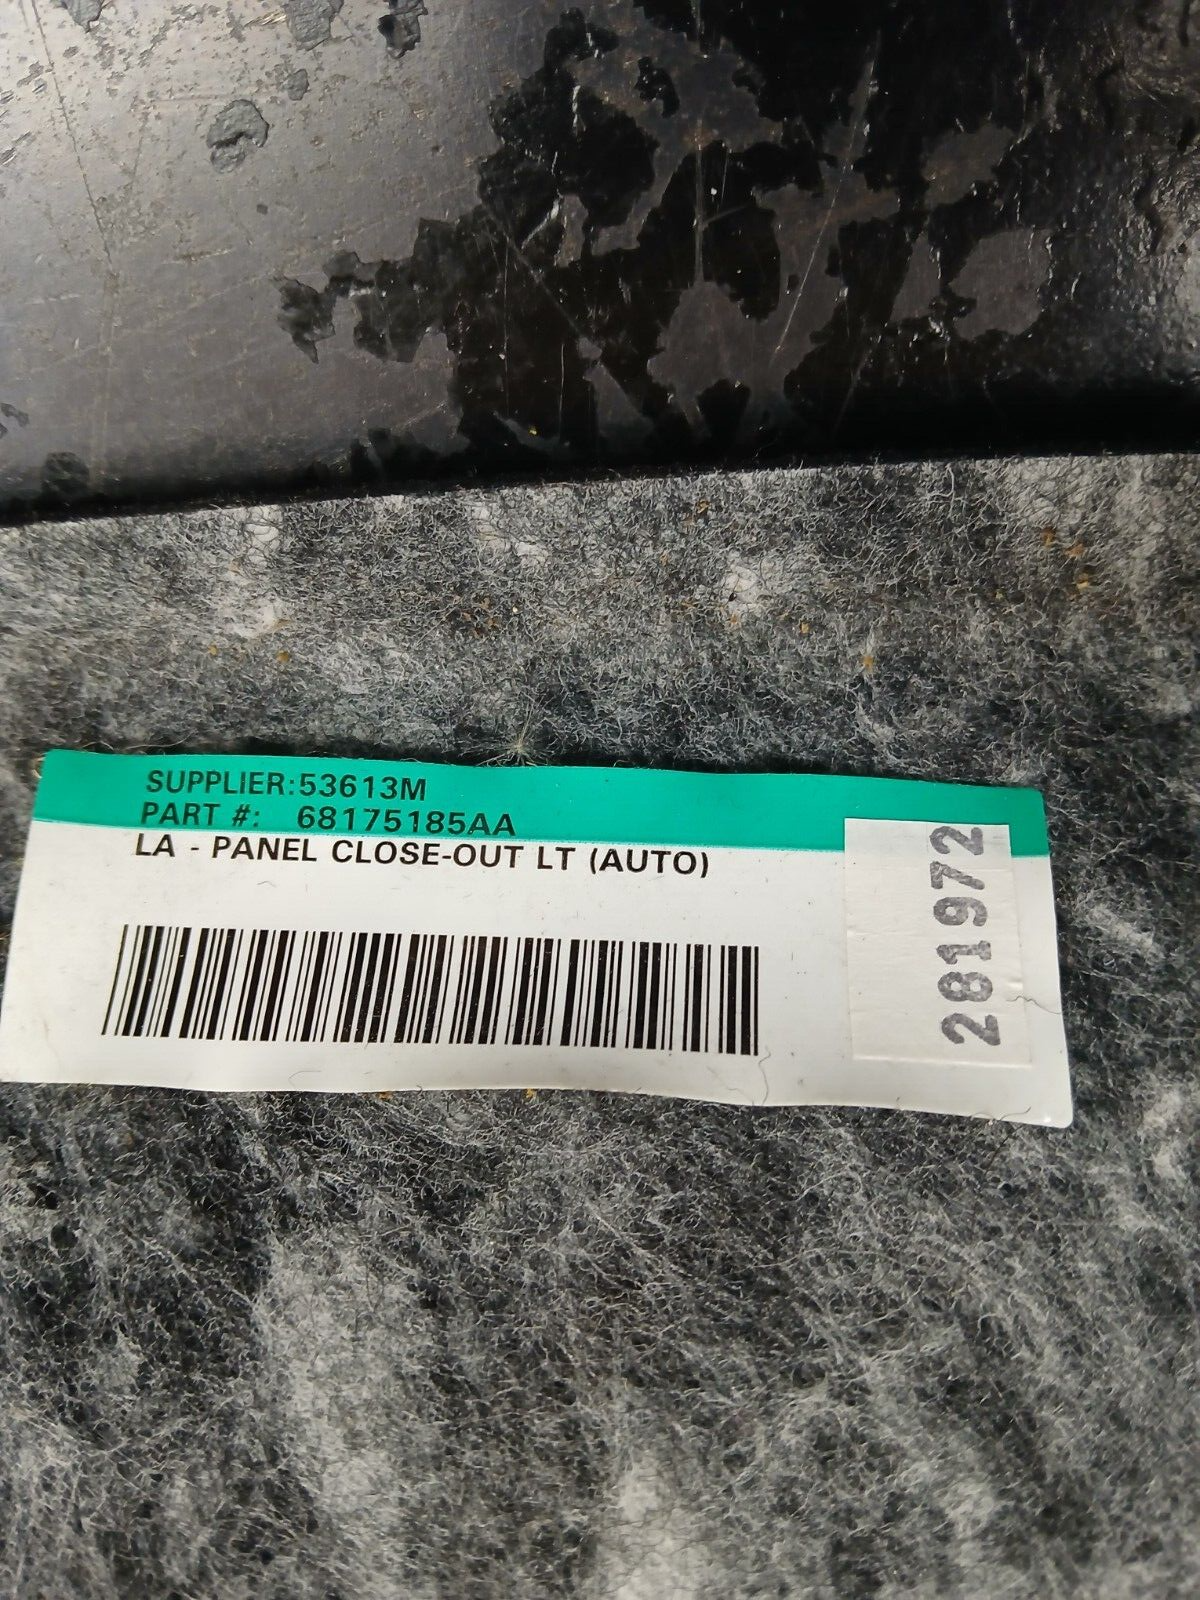 SUPPLIER:53613M
PART #: 68175185AA
LA - PANEL CLOSE-OUT LT (AUTO)
281972